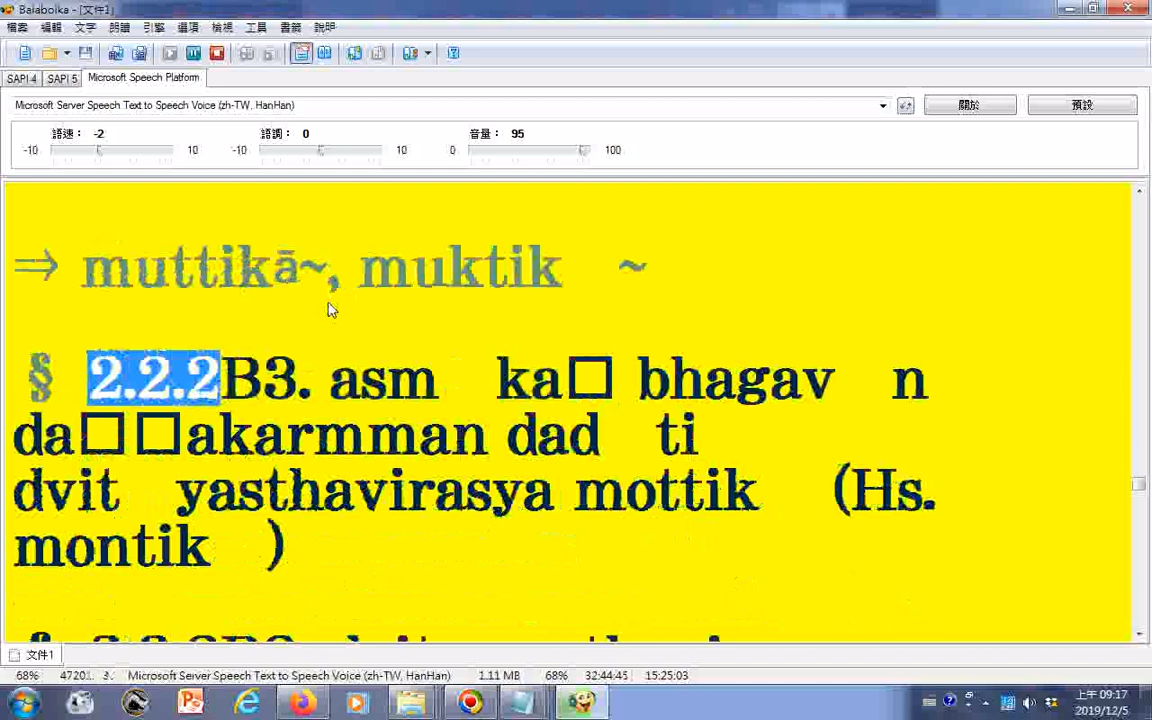 Balabolka - [文件1]
檔案 編輯 文字 朗讀 引擎 選項 檢視 工具 書籤 說明
SAPI 4 SAPI 5 Microsoft Speech Platform
Microsoft Server Speech Text to Speech Voice (zh-TW, HanHan) 關於 預設
語速： -2 語調： 0 音量： 95
-10 10 -10 10 0 100
⇒ muttikā~, muktik ~
§ 2.2.2B3. asm ka□ bhagav n
da□□akarmman dad ti
dvit yasthavirasya mottik (Hs.
montik )
文件1
68% Microsoft Server Speech Text to Speech Voice (zh-TW, HanHan) 1.11 MB 68% 32:44:45 15:25:03
上午 09:17
2019/12/5